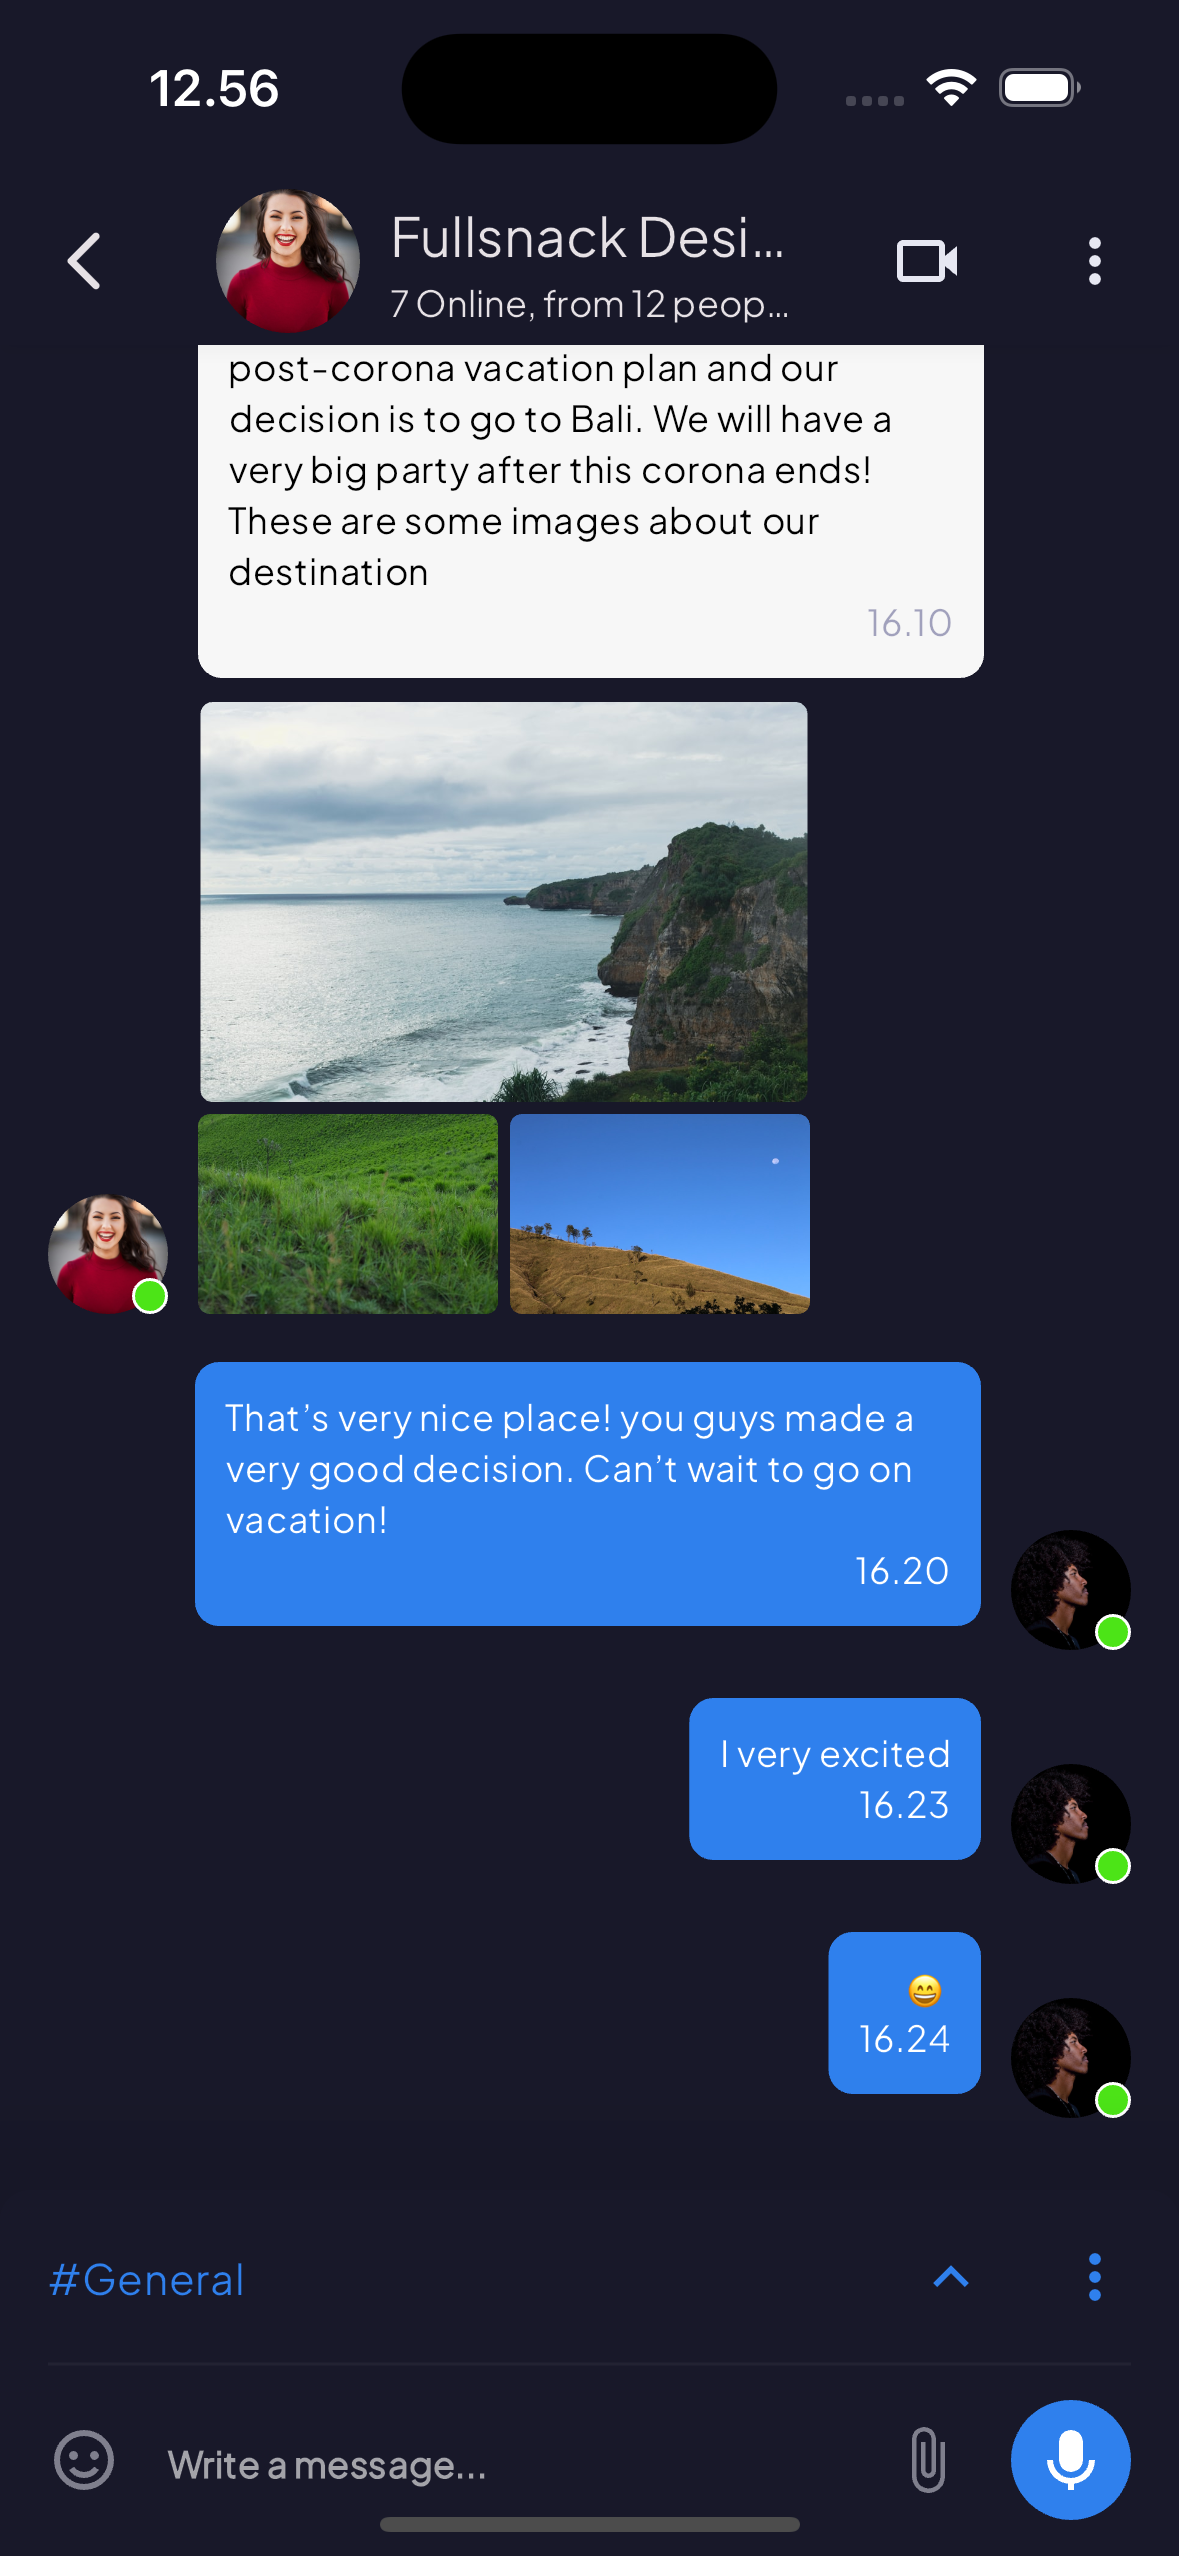 12.56
Fullsnack Desi...
7 Online, from 12 peop...
post-corona vacation plan and our
decision is to go to Bali. We will have a
very big party after this corona ends!
These are some images about our
destination
16.10
That’s very nice place! you guys made a
very good decision. Can’t wait to go on
vacation!
16.20
I very excited
16.23
😄
16.24
#General
Write a message...